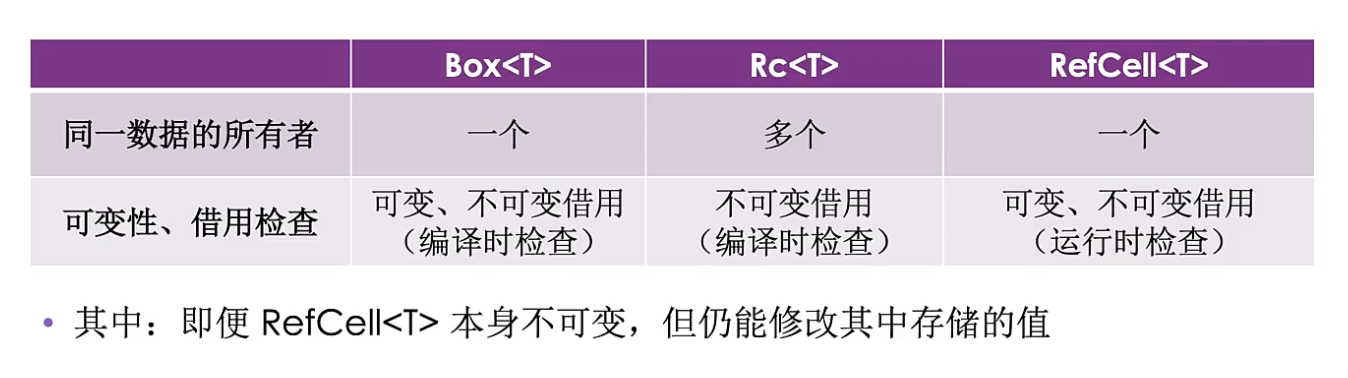 Box<T> Rc<T> RefCell<T>
同一数据的所有者 一个 多个 一个
可变性、借用检查 可变、不可变借用 不可变借用 可变、不可变借用
（编译时检查） （编译时检查） （运行时检查）
• 其中：即便 RefCell<T> 本身不可变，但仍能修改其中存储的值